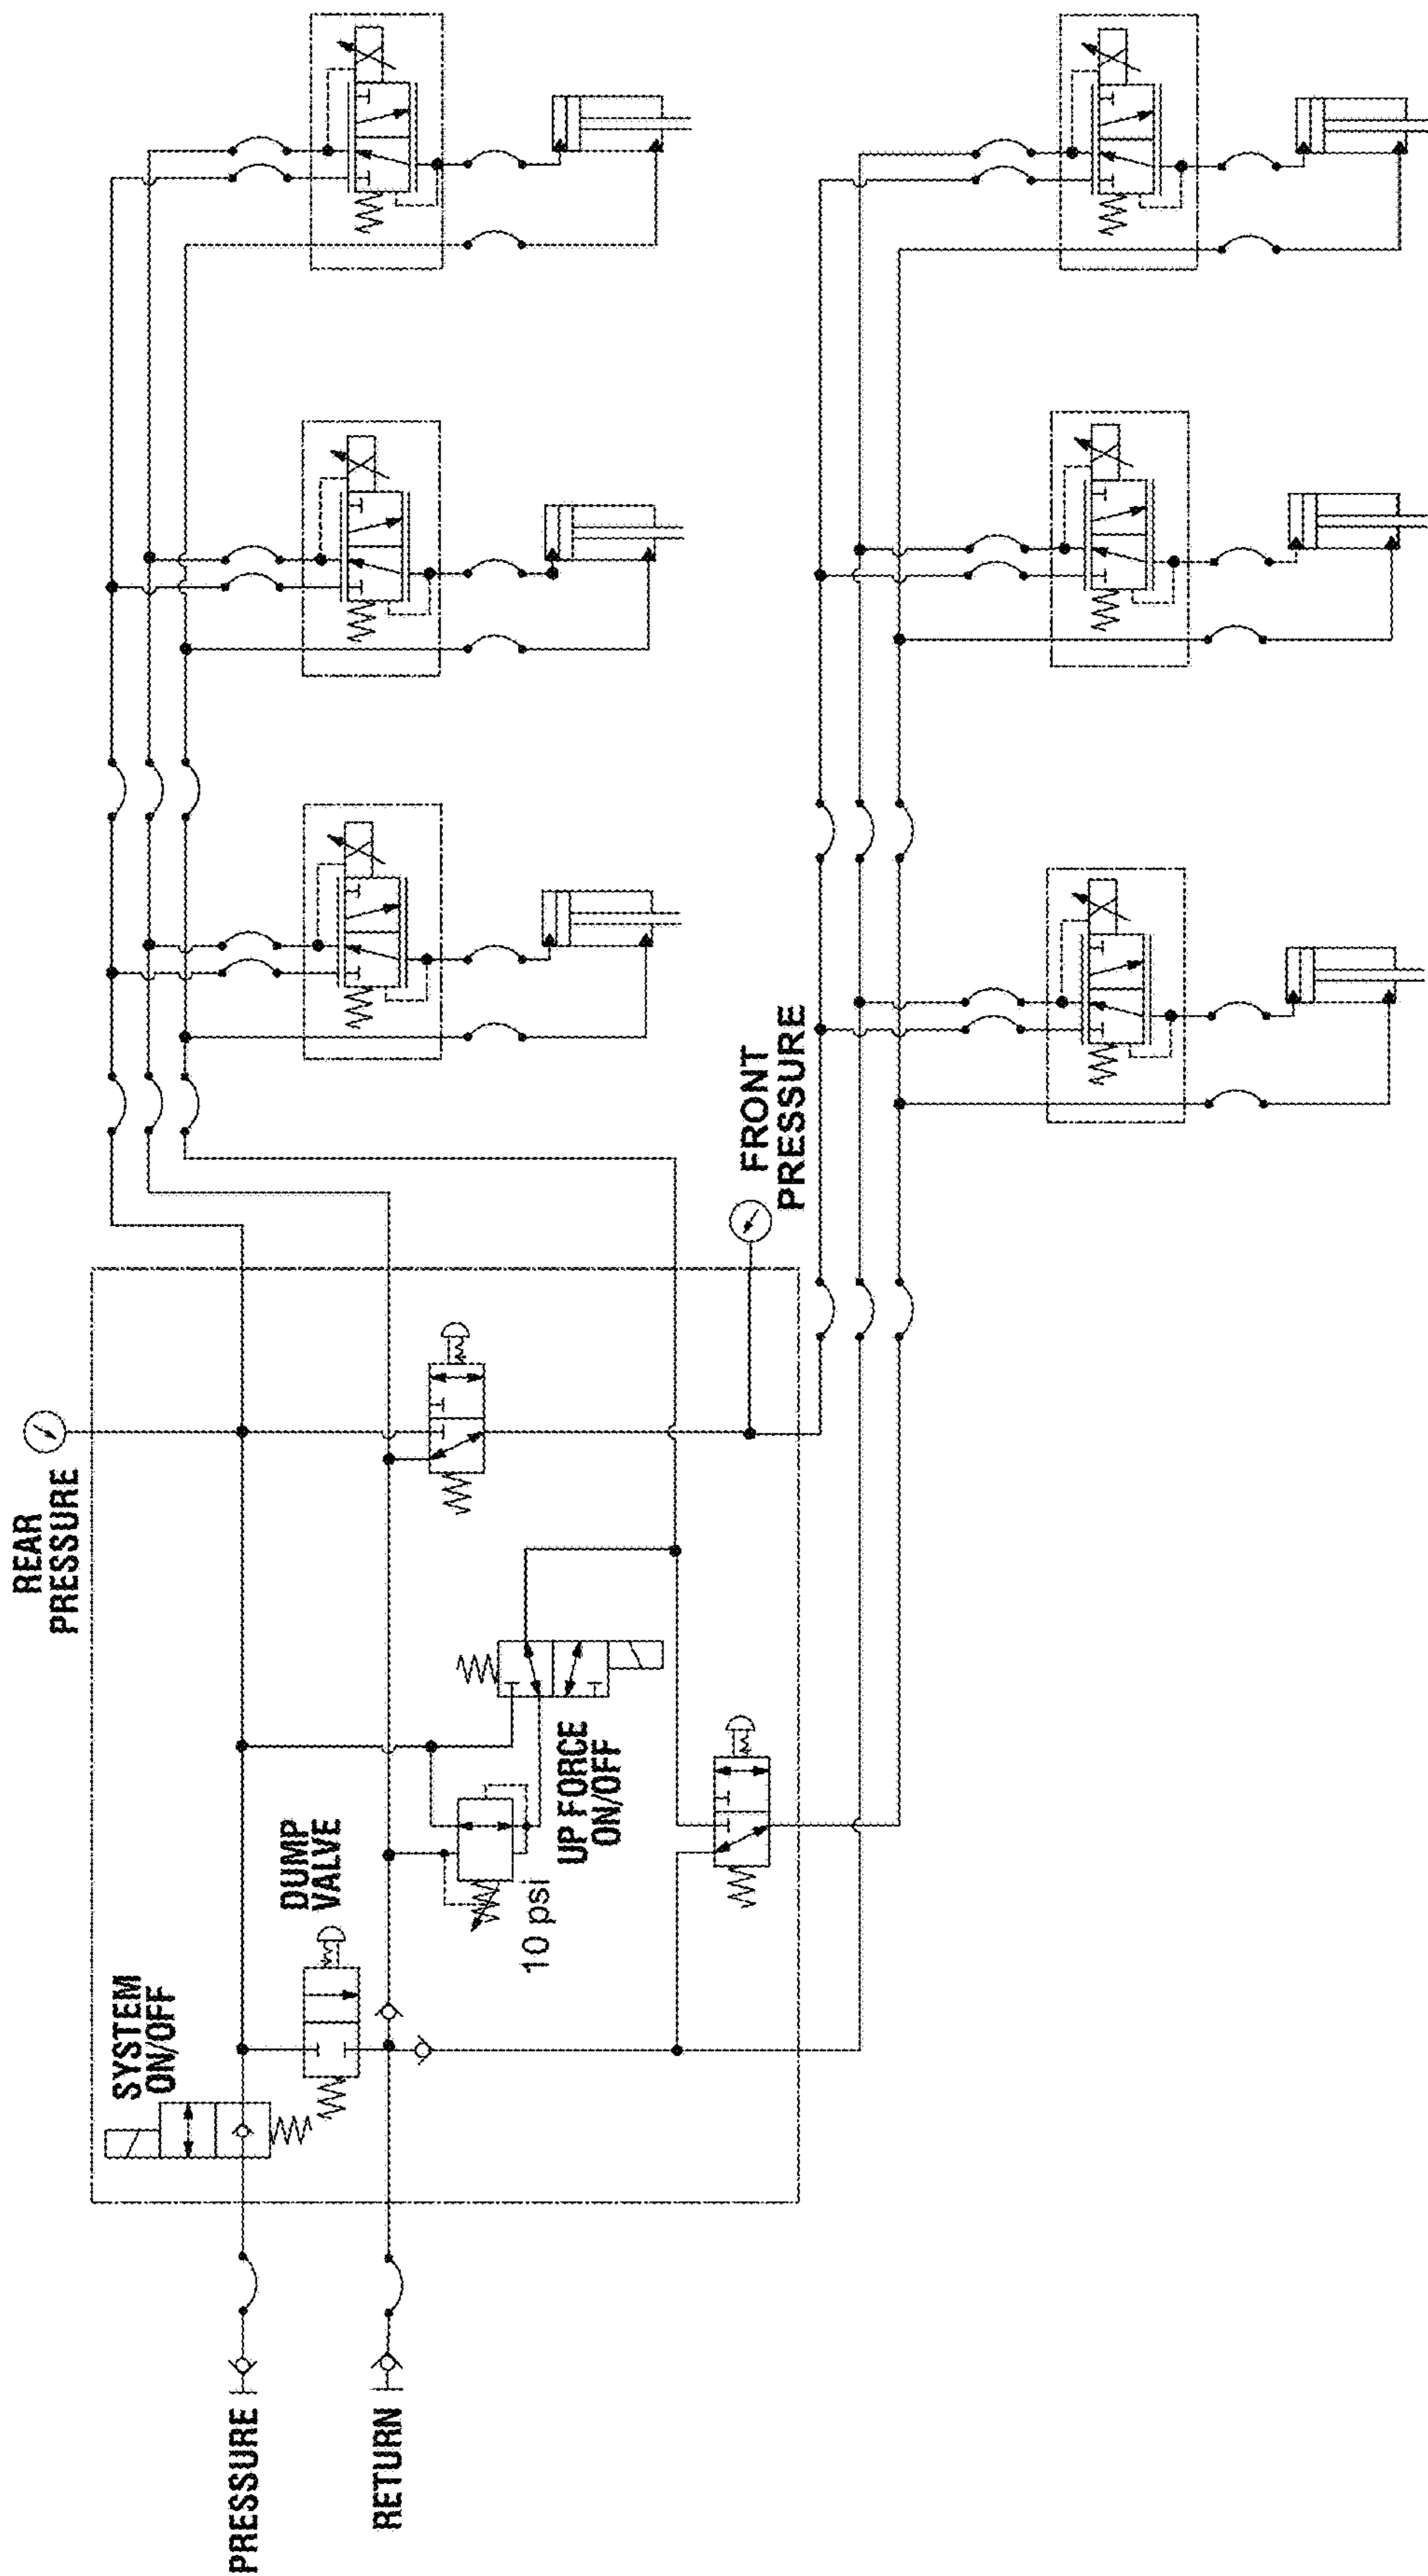 REAR
PRESSURE
FRONT
PRESSURE
SYSTEM
ON/OFF
DUMP
VALVE
UP FORCE
ON/OFF
10 psi
PRESSURE
RETURN